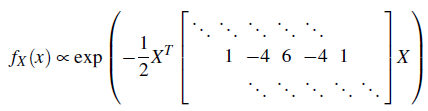 f_X(x) ∝ exp ( −1/2 X^T [ ⋱ ⋱ ⋱ ⋱ ⋱
1 −4 6 −4 1
⋱ ⋱ ⋱ ⋱ ⋱ ] X )